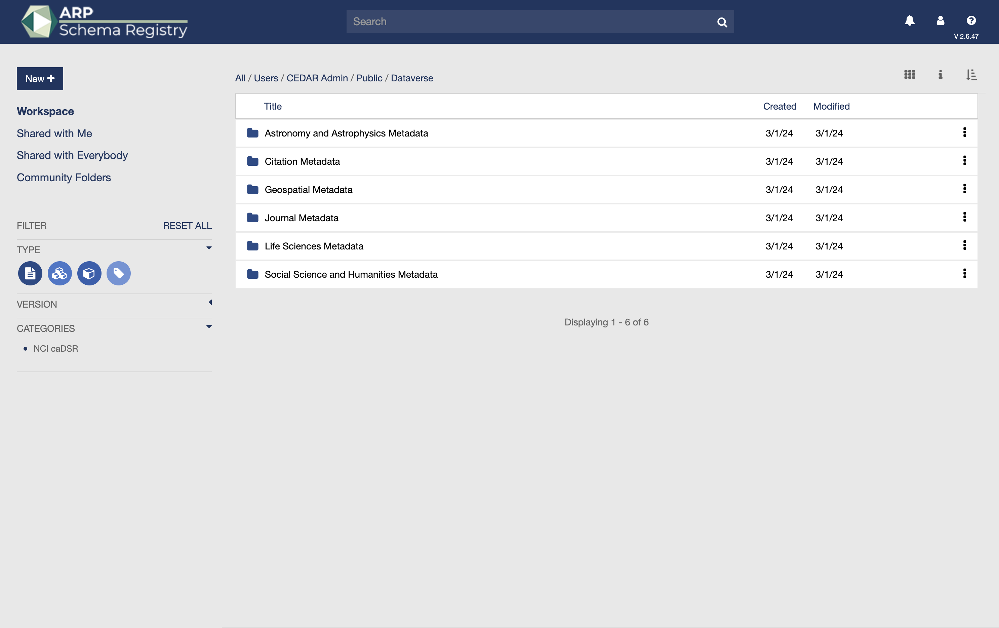 ARP
Schema Registry
Search
V 2.6.47
New
All / Users / CEDAR Admin / Public / Dataverse
Workspace
Shared with Me
Shared with Everybody
Community Folders
FILTER RESET ALL
TYPE
VERSION
CATEGORIES
NCI caDSR
Title Created Modified
Astronomy and Astrophysics Metadata 3/1/24 3/1/24
Citation Metadata 3/1/24 3/1/24
Geospatial Metadata 3/1/24 3/1/24
Journal Metadata 3/1/24 3/1/24
Life Sciences Metadata 3/1/24 3/1/24
Social Science and Humanities Metadata 3/1/24 3/1/24
Displaying 1 - 6 of 6